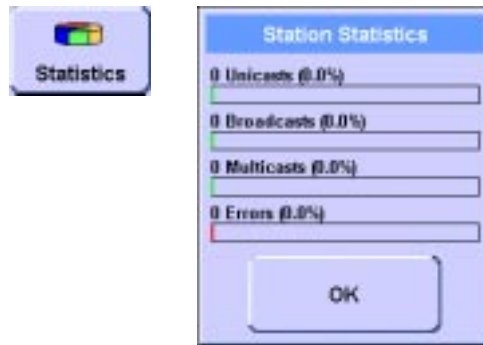 Statistics
Station Statistics
0 Unicasts (0.0%)
0 Broadcasts (0.0%)
0 Multicasts (0.0%)
0 Errors (0.0%)
OK